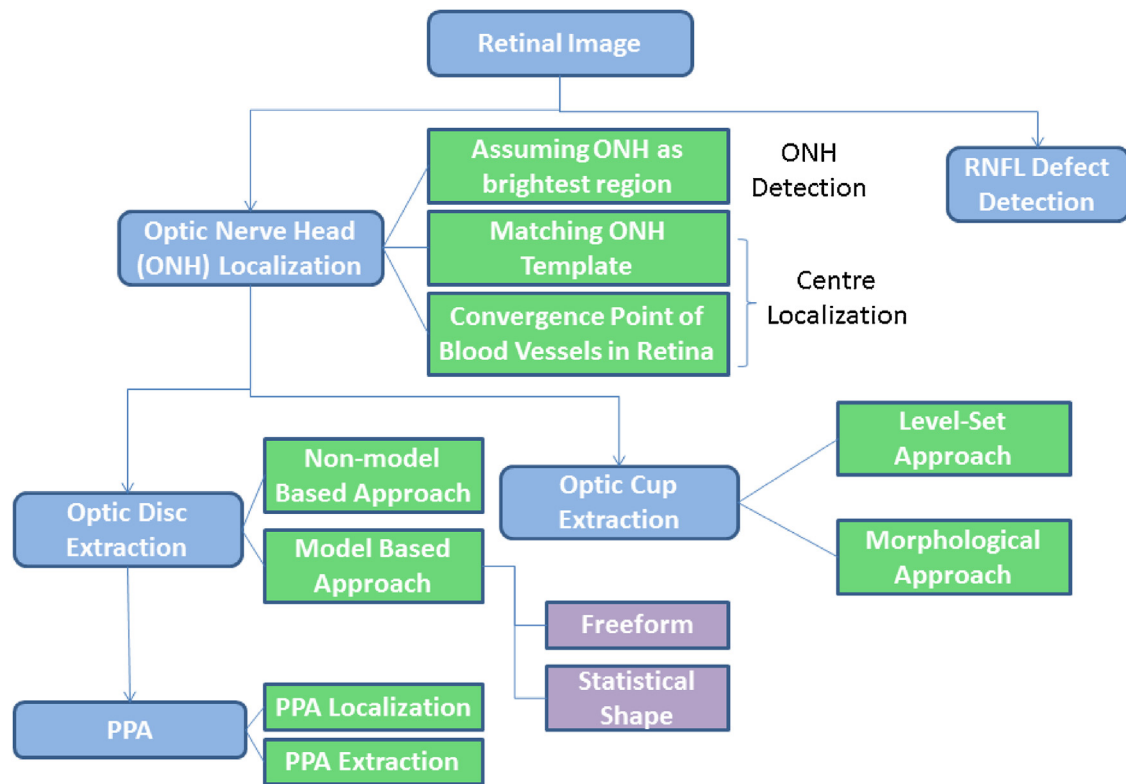 Retinal Image
Assuming ONH as
brightest region
ONH
Detection
RNFL Defect
Detection
Optic Nerve Head
(ONH) Localization
Matching ONH
Template
Centre
Localization
Convergence Point of
Blood Vessels in Retina
Level-Set
Approach
Non-model
Based Approach
Optic Cup
Extraction
Optic Disc
Extraction
Model Based
Approach
Morphological
Approach
Freeform
Statistical
Shape
PPA Localization
PPA
PPA Extraction